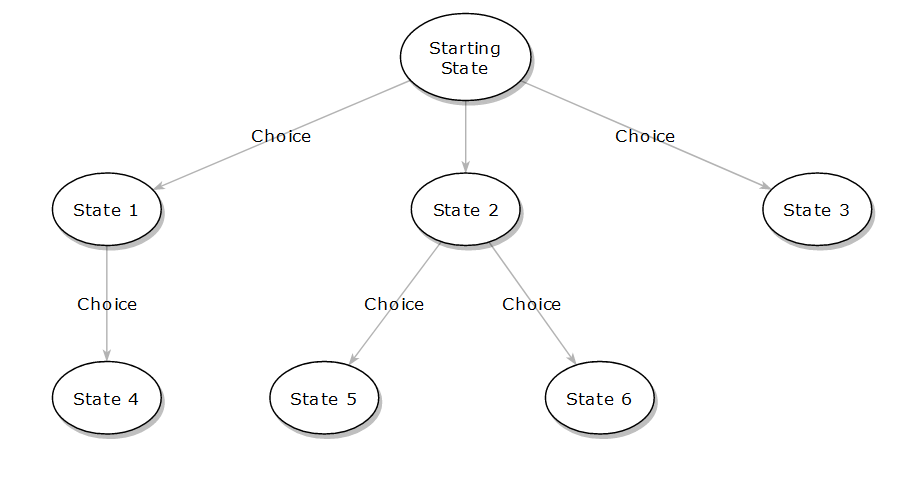 Starting
State
Choice
Choice
State 1
State 2
State 3
Choice
Choice
Choice
State 4
State 5
State 6